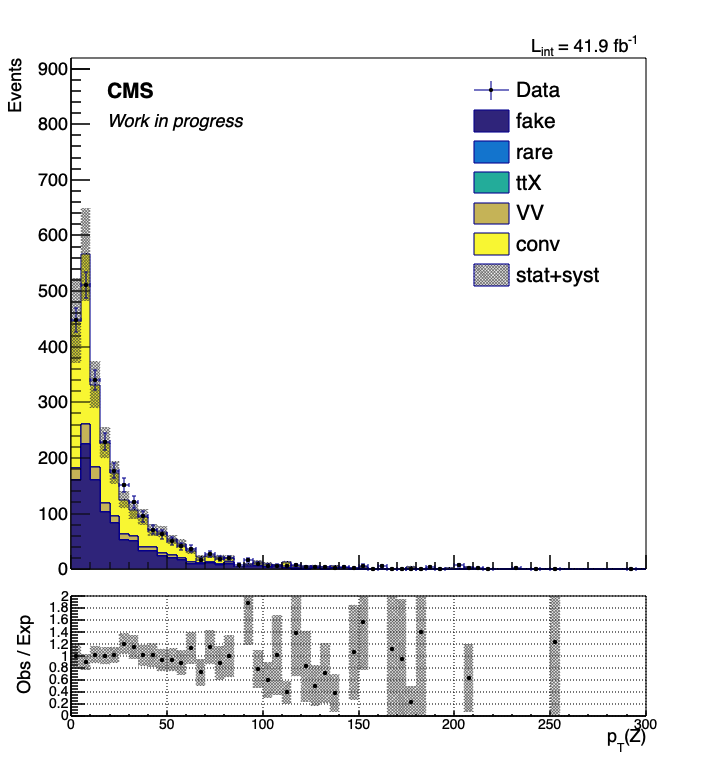 L_int = 41.9 fb^-1
Events
900
800
700
600
500
400
300
200
100
0
CMS
Work in progress
Data
fake
rare
ttX
VV
conv
stat+syst
Obs / Exp
2
1.8
1.6
1.4
1.2
1
0.8
0.6
0.4
0.2
0
0 50 100 150 200 250 300
p_T(Z)